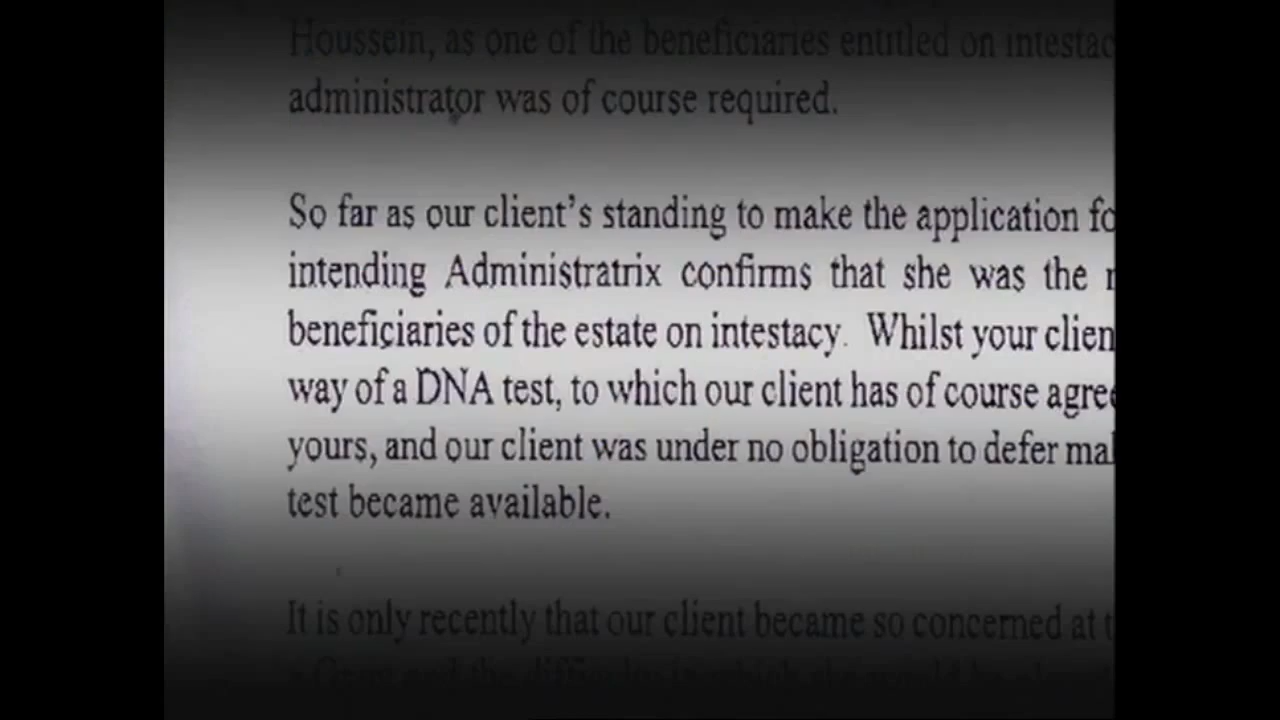 Houssein, as one of the beneficiaries entitled on intestac
administrator was of course required.
So far as our client's standing to make the application fo
intending Administratrix confirms that she was the
beneficiaries of the estate on intestacy. Whilst your clien
way of a DNA test, to which our client has of course agre
yours, and our client was under no obligation to defer ma
test became available.
It is only recently that our client became so concerned at
and the